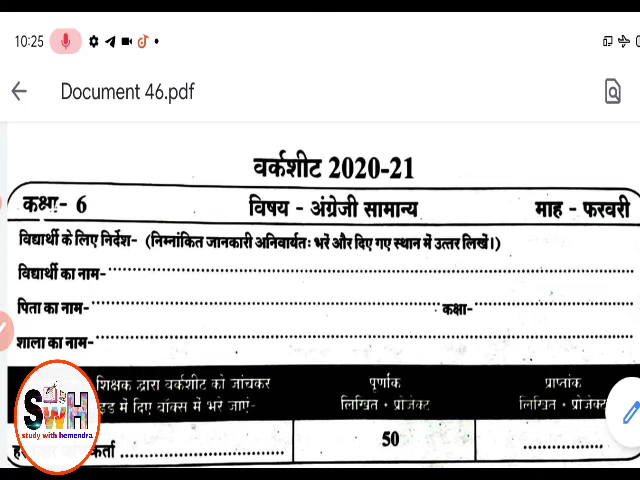 10:25
Document 46.pdf
वर्कशीट 2020-21
कक्षा- 6 विषय - अंग्रेजी सामान्य माह - फरवरी
विद्यार्थी के लिए निर्देश- (निम्नांकित जानकारी अनिवार्यतः भरें और दिए गए स्थान में उत्तर लिखें।)
विद्यार्थी का नाम-
पिता का नाम- कक्षा-
शाला का नाम-
शिक्षक द्वारा वर्कशीट को जांचकर पूर्णांक प्राप्तांक
में दिए बॉक्स में भरे जाएं- लिखित • प्रोजेक्ट लिखित • प्रोजेक्ट
50
SWH
study with hemendra